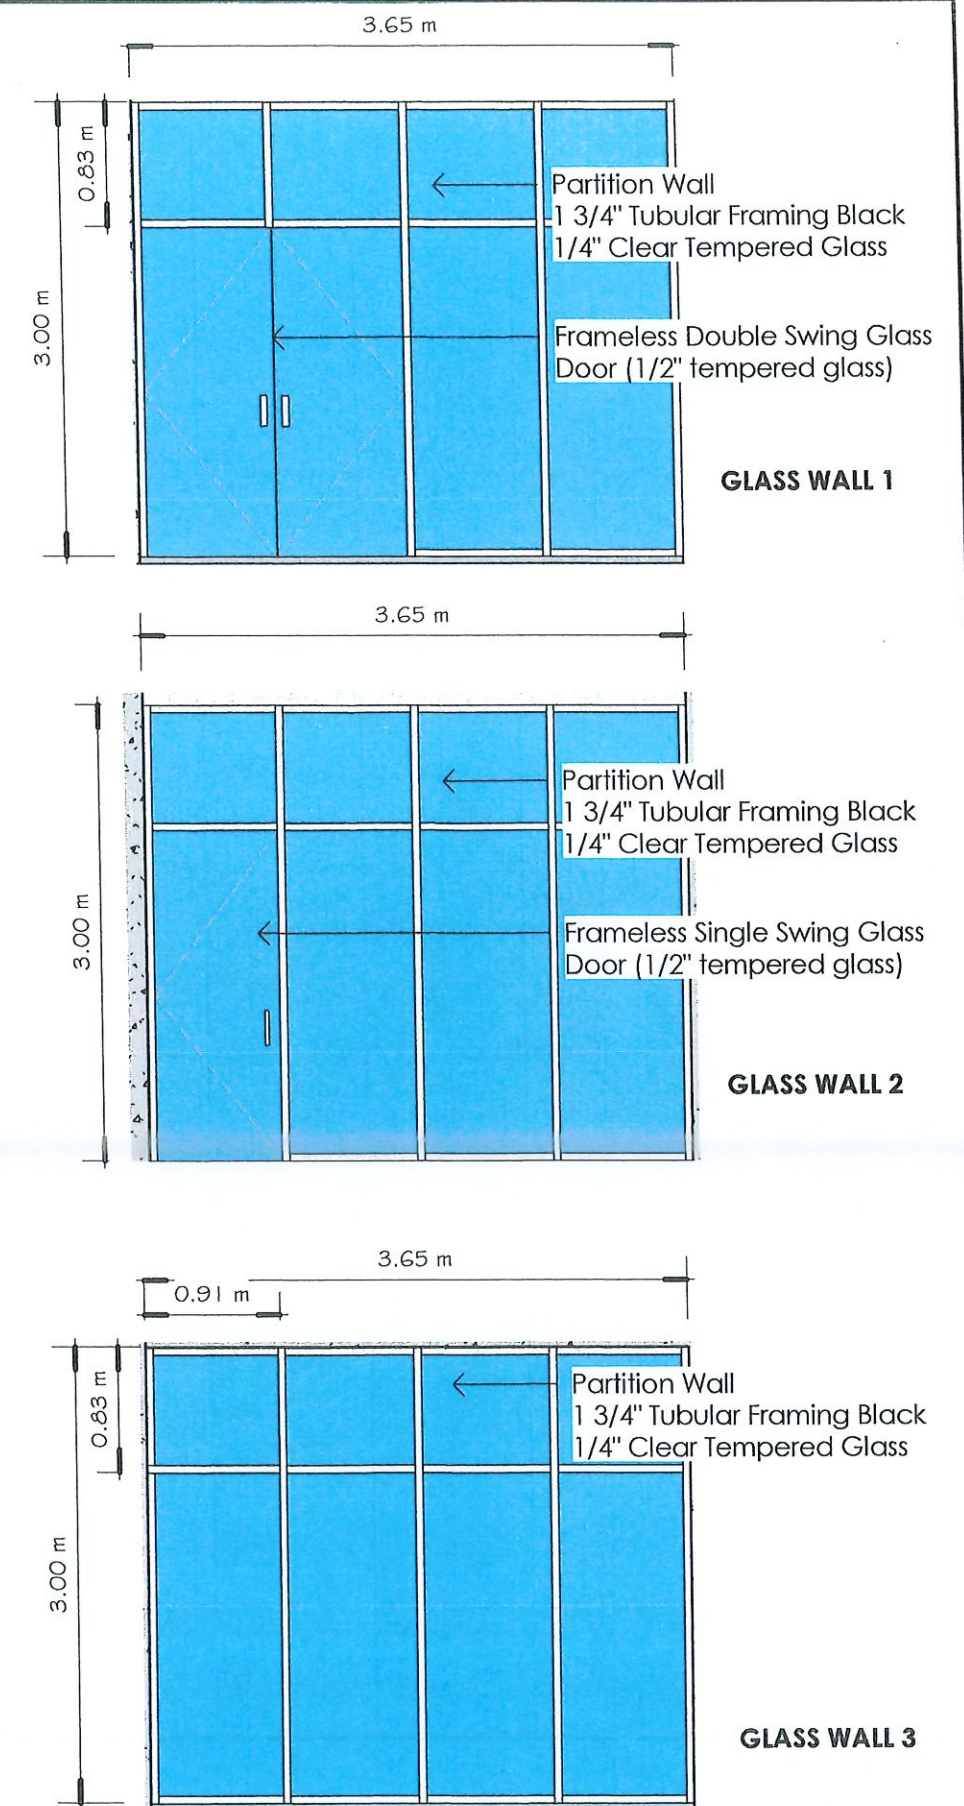 3.65 m
0.83 m
3.00 m
Partition Wall
1 3/4" Tubular Framing Black
1/4" Clear Tempered Glass
Frameless Double Swing Glass
Door (1/2" tempered glass)
GLASS WALL 1
3.65 m
3.00 m
Partition Wall
1 3/4" Tubular Framing Black
1/4" Clear Tempered Glass
Frameless Single Swing Glass
Door (1/2" tempered glass)
GLASS WALL 2
3.65 m
0.91 m
0.83 m
3.00 m
Partition Wall
1 3/4" Tubular Framing Black
1/4" Clear Tempered Glass
GLASS WALL 3